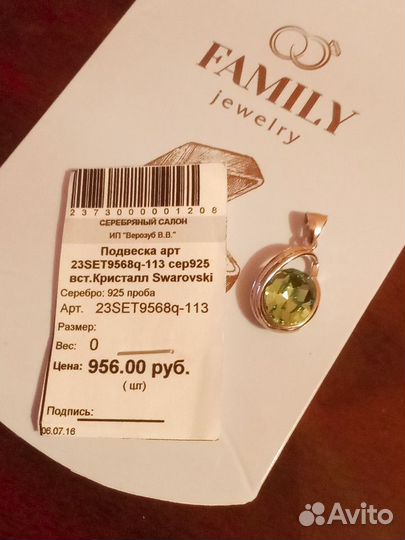 FAMILY
jewelry
2373000001208
СЕРЕБРЯНЫЙ САЛОН
ИП "Верозуб В.В."
Подвеска арт
23SET9568q-113 сер925
вст.Кристалл Swarovski
Серебро: 925 проба
Арт. 23SET9568q-113
Размер:
Вес: 0
Цена: 956.00 руб.
( шт)
Подпись:
06.07.16
Avito